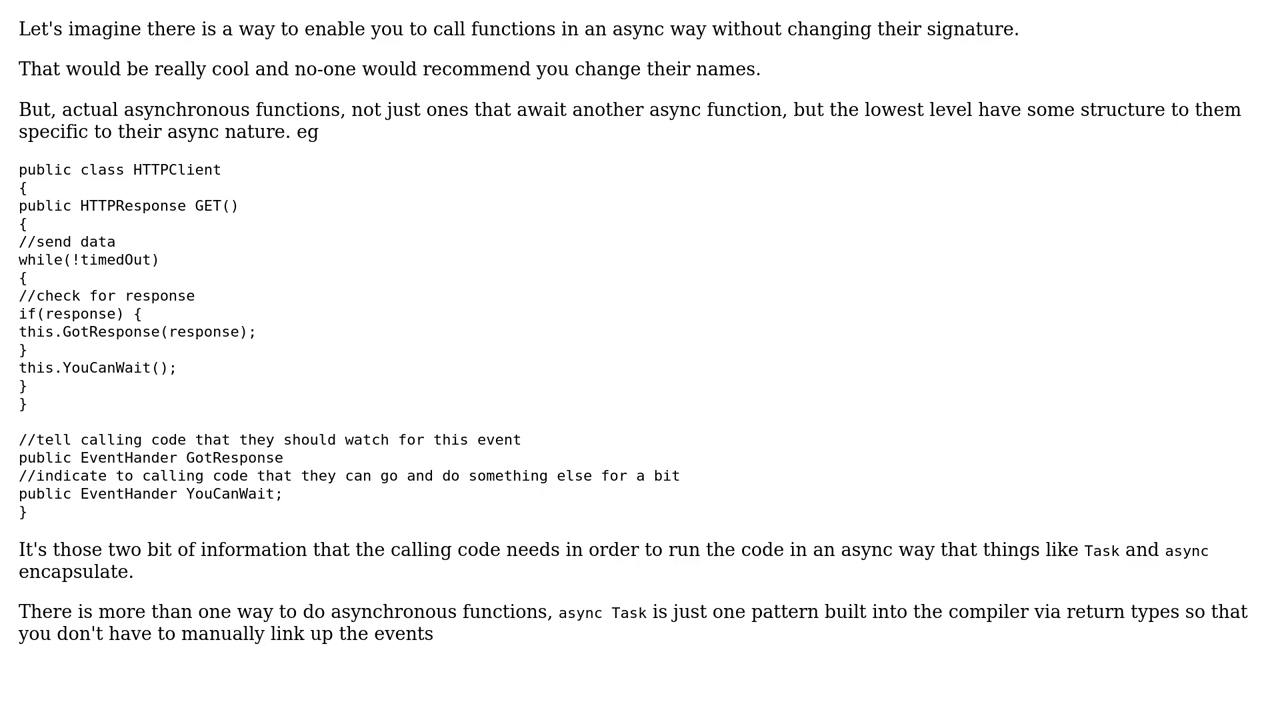 Let's imagine there is a way to enable you to call functions in an async way without changing their signature.
That would be really cool and no-one would recommend you change their names.
But, actual asynchronous functions, not just ones that await another async function, but the lowest level have some structure to them
specific to their async nature. eg
public class HTTPClient
{
public HTTPResponse GET()
{
//send data
while(!timedOut)
{
//check for response
if(response) {
this.GotResponse(response);
}
this.YouCanWait();
}
}
//tell calling code that they should watch for this event
public EventHander GotResponse
//indicate to calling code that they can go and do something else for a bit
public EventHander YouCanWait;
}
It's those two bit of information that the calling code needs in order to run the code in an async way that things like Task and async
encapsulate.
There is more than one way to do asynchronous functions, async Task is just one pattern built into the compiler via return types so that
you don't have to manually link up the events